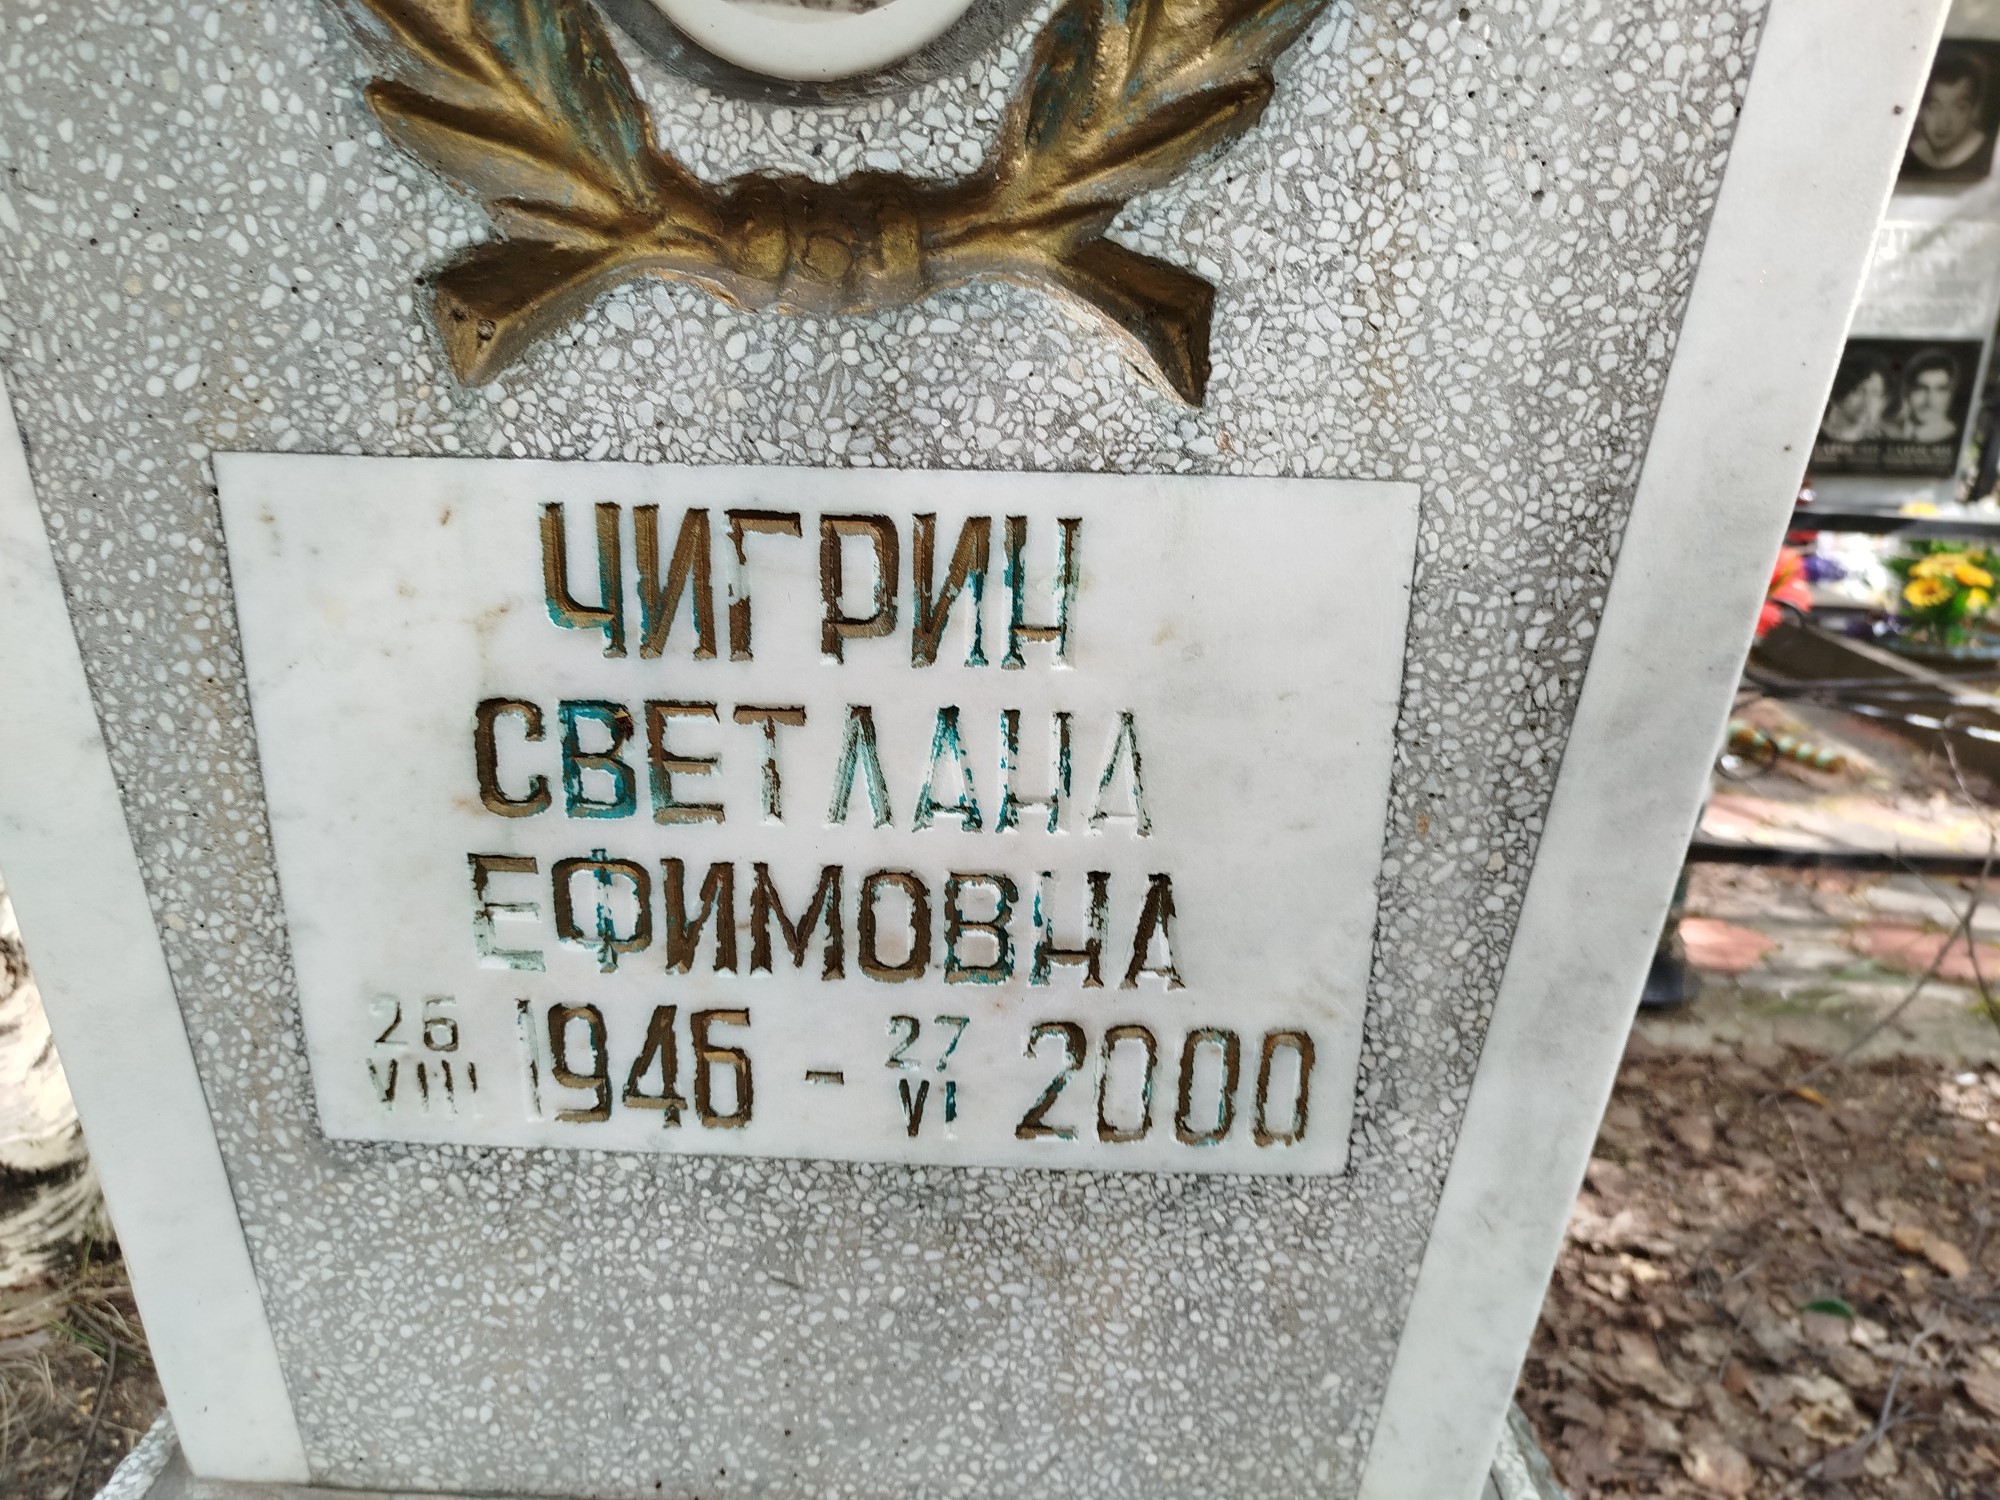 ЧИГРИН
СВЕТЛАНА
ЕФИМОВНА
26 VIII 1946 - 27 VI 2000